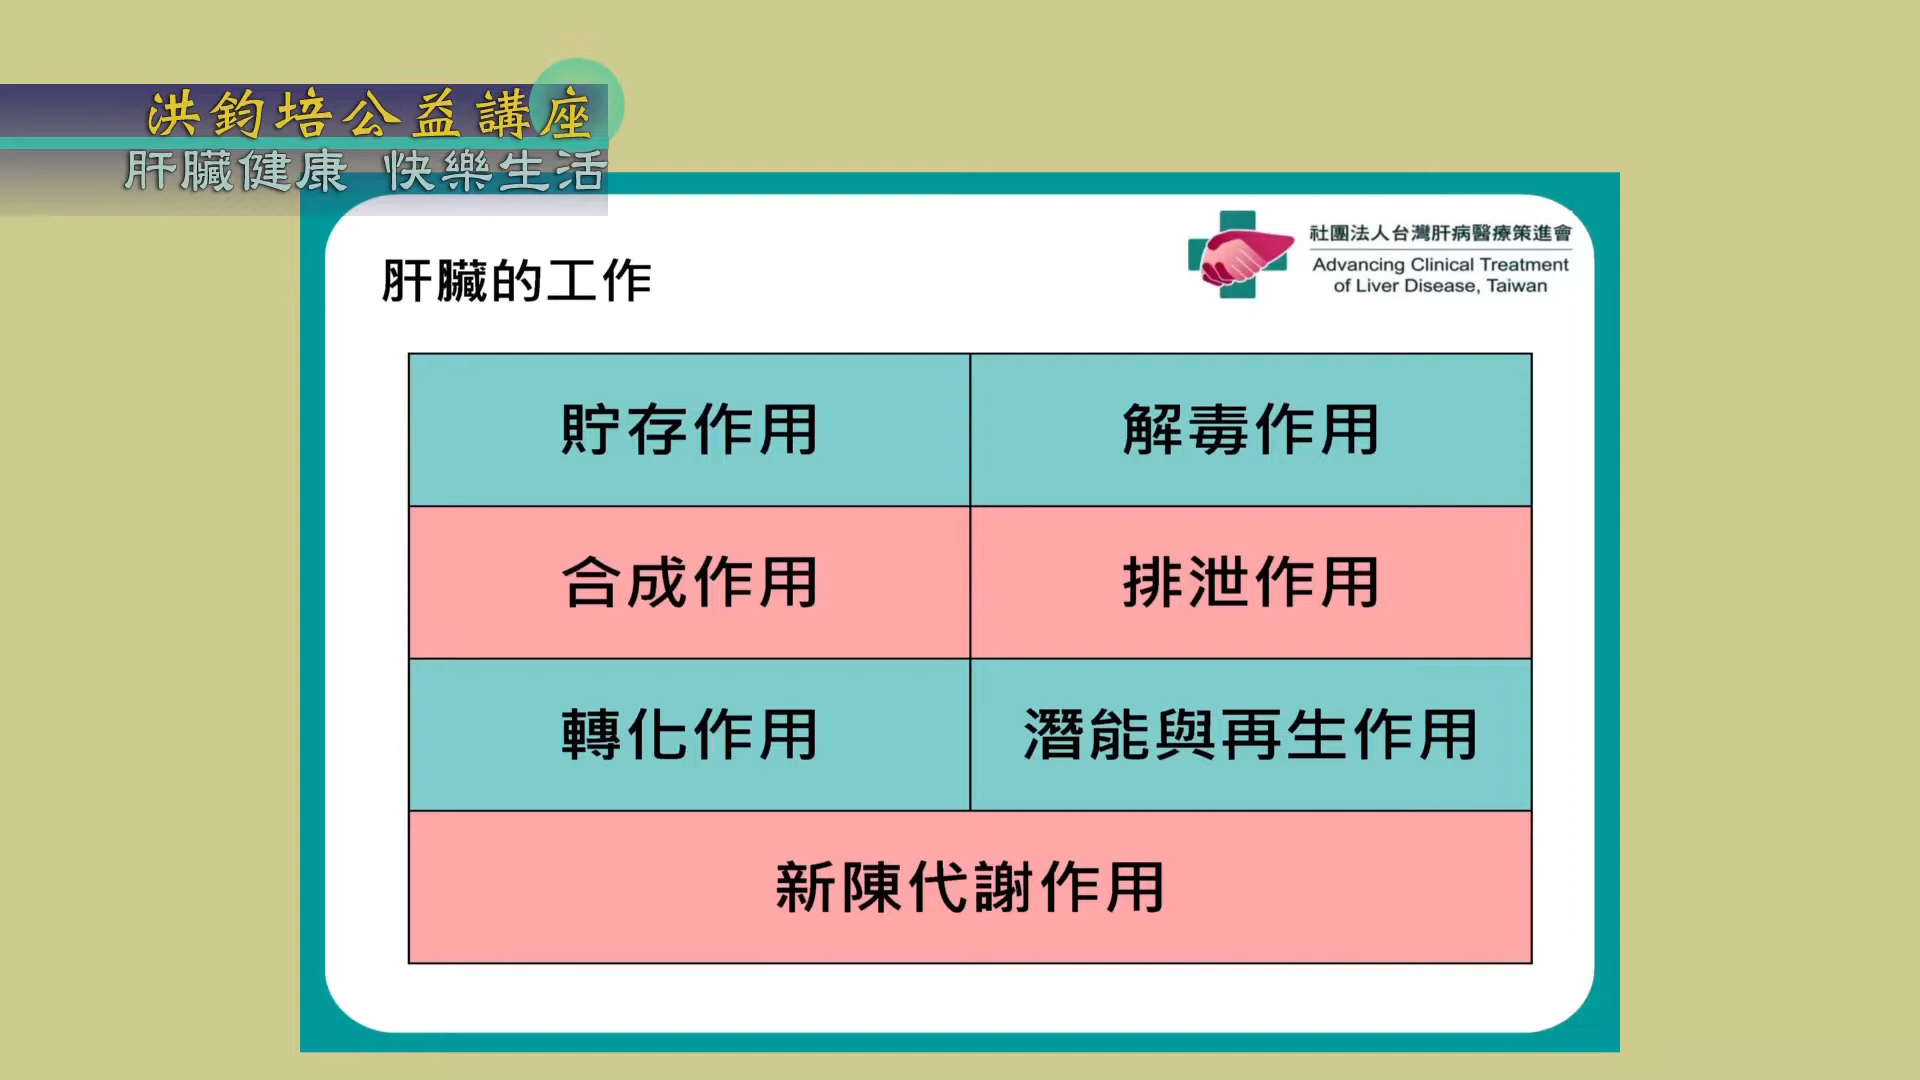 洪鈞培公益講座
肝臟健康 快樂生活
社團法人台灣肝病醫療策進會
Advancing Clinical Treatment
of Liver Disease, Taiwan
肝臟的工作
貯存作用
解毒作用
合成作用
排泄作用
轉化作用
潛能與再生作用
新陳代謝作用